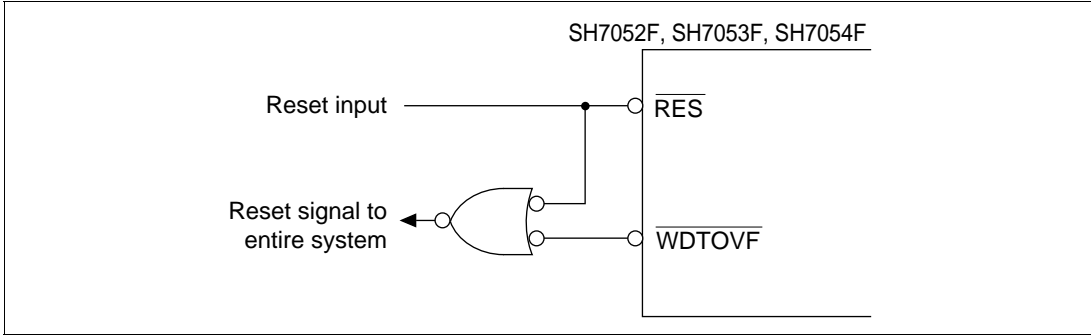 SH7052F, SH7053F, SH7054F
Reset input
RES
Reset signal to
entire system
WDTOVF